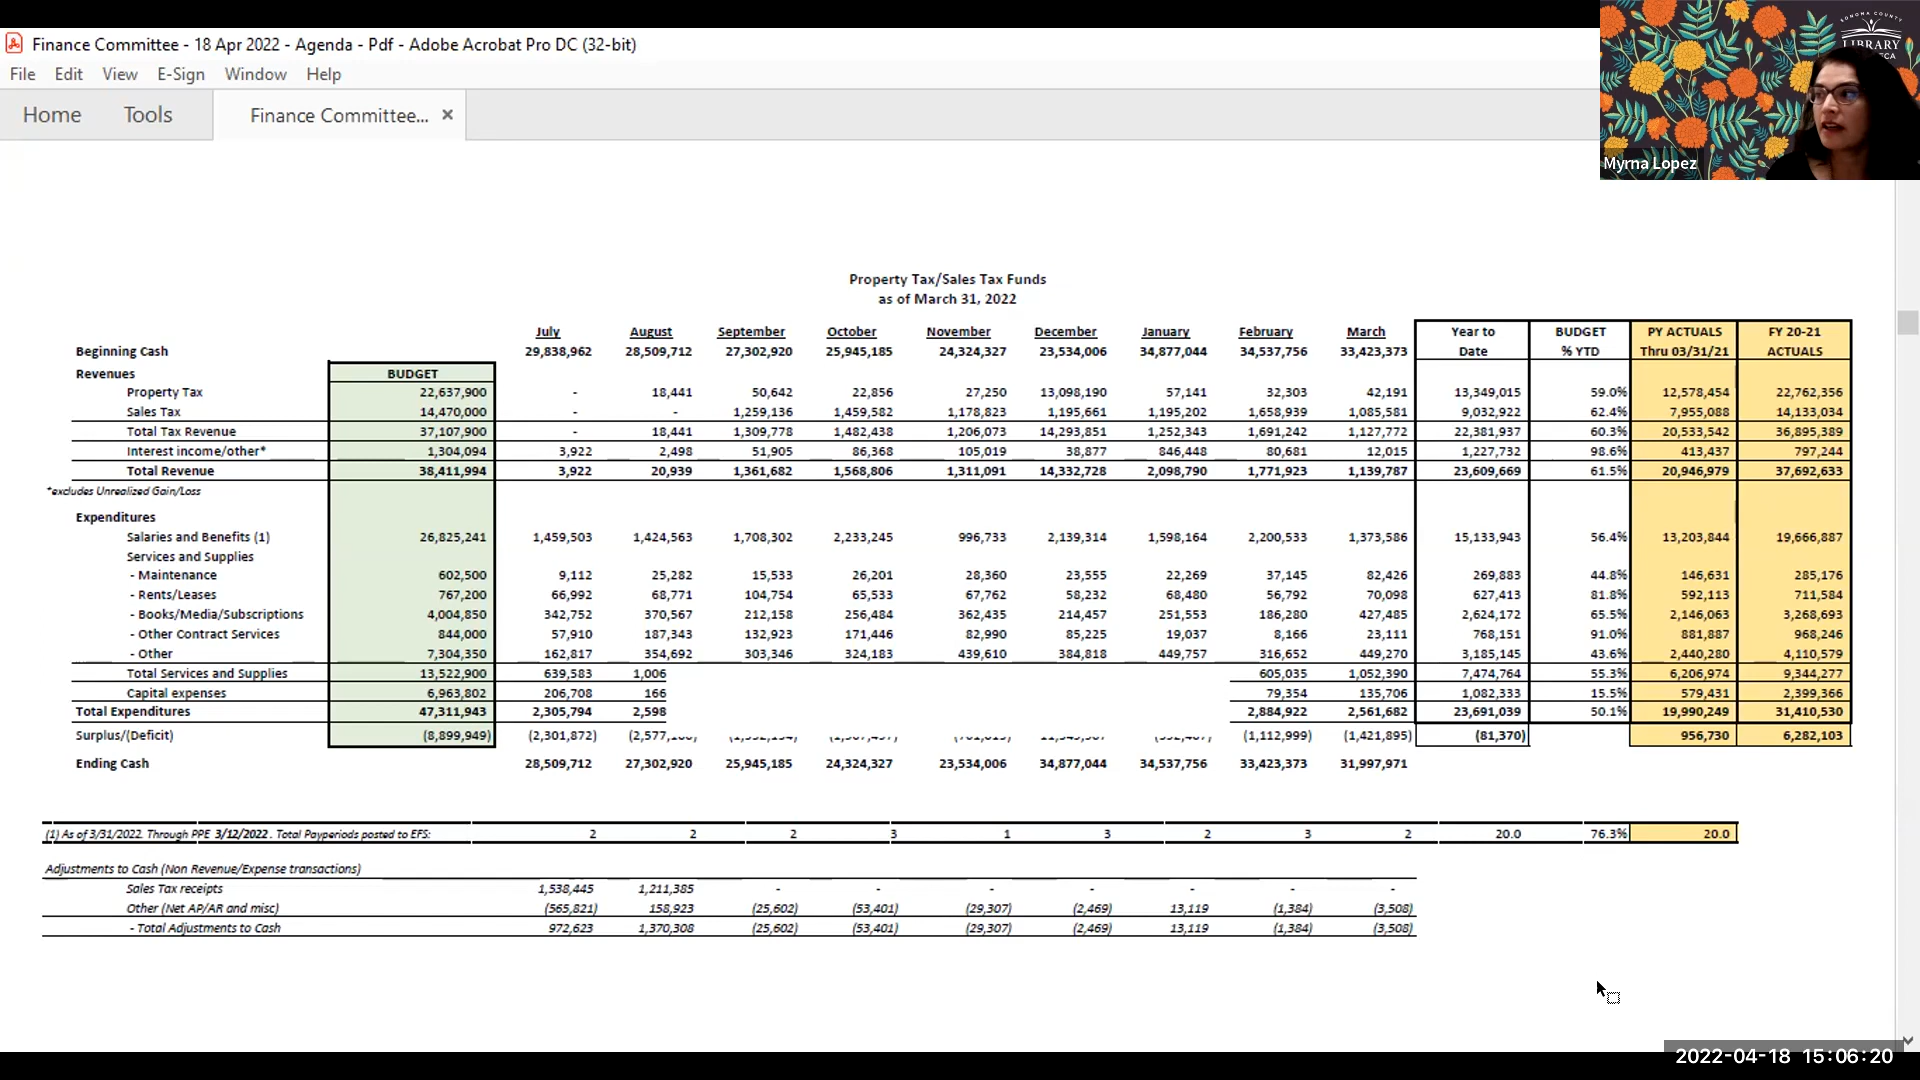 Finance Committee - 18 Apr 2022 - Agenda - Pdf - Adobe Acrobat Pro DC (32-bit)
File Edit View E-Sign Window Help
Home Tools Finance Committee... ×
SONOMA COUNTY
LIBRARY
Myrna Lopez
Property Tax/Sales Tax Funds
as of March 31, 2022
July August September October November December January February March Year to BUDGET PY ACTUALS FY 20-21
Beginning Cash 29,838,962 28,509,712 27,302,920 25,945,185 24,324,327 23,534,006 34,877,044 34,537,756 33,423,373 Date % YTD Thru 03/31/21 ACTUALS
Revenues BUDGET
Property Tax 22,637,900 - 18,441 50,642 22,856 27,250 13,098,190 57,141 32,303 42,191 13,349,015 59.0% 12,578,454 22,762,356
Sales Tax 14,470,000 - - 1,259,136 1,459,582 1,178,823 1,195,661 1,195,202 1,658,939 1,085,581 9,032,922 62.4% 7,955,088 14,133,034
Total Tax Revenue 37,107,900 - 18,441 1,309,778 1,482,438 1,206,073 14,293,851 1,252,343 1,691,242 1,127,772 22,381,937 60.3% 20,533,542 36,895,389
Interest income/other* 1,304,094 3,922 2,498 51,905 86,368 105,019 38,877 846,448 80,681 12,015 1,227,732 98.6% 413,437 797,244
Total Revenue 38,411,994 3,922 20,939 1,361,682 1,568,806 1,311,091 14,332,728 2,098,790 1,771,923 1,139,787 23,609,669 61.5% 20,946,979 37,692,633
*excludes Unrealized Gain/Loss
Expenditures
Salaries and Benefits (1) 26,825,241 1,459,503 1,424,563 1,708,302 2,233,245 996,733 2,139,314 1,598,164 2,200,533 1,373,586 15,133,943 56.4% 13,203,844 19,666,887
Services and Supplies
- Maintenance 602,500 9,112 25,282 15,533 26,201 28,360 23,555 22,269 37,145 82,426 269,883 44.8% 146,631 285,176
- Rents/Leases 767,200 66,992 68,771 104,754 65,533 67,762 58,232 68,480 56,792 70,098 627,413 81.8% 592,113 711,584
- Books/Media/Subscriptions 4,004,850 342,752 370,567 212,158 256,484 362,435 214,457 251,553 186,280 427,485 2,624,172 65.5% 2,146,063 3,268,693
- Other Contract Services 844,000 57,910 187,343 132,923 171,446 82,990 85,225 19,037 8,166 23,111 768,151 91.0% 881,887 968,246
- Other 7,304,350 162,817 354,692 303,346 324,183 439,610 384,818 449,757 316,652 449,270 3,185,145 43.6% 2,440,280 4,110,579
Total Services and Supplies 13,522,900 639,583 1,006 605,035 1,052,390 7,474,764 55.3% 6,206,974 9,344,277
Capital expenses 6,963,802 206,708 166 79,354 135,706 1,082,333 15.5% 579,431 2,399,366
Total Expenditures 47,311,943 2,305,794 2,598 2,884,922 2,561,682 23,691,039 50.1% 19,990,249 31,410,530
Surplus/(Deficit) (8,899,949) (2,301,872) (1,112,999) (1,421,895) (81,370) 956,730 6,282,103
Ending Cash 28,509,712 27,302,920 25,945,185 24,324,327 23,534,006 34,877,044 34,537,756 33,423,373 31,997,971
(1) As of 3/31/2022. Through PPE 3/12/2022. Total Payperiods posted to EFS: 2 2 2 3 1 3 2 3 2 20.0 76.3% 20.0
Adjustments to Cash (Non Revenue/Expense transactions)
Sales Tax receipts 1,538,445 1,211,385 - - - - - - -
Other (Net AP/AR and misc) (565,821) 158,923 (25,602) (53,401) (29,307) (2,469) 13,119 (1,384) (3,508)
- Total Adjustments to Cash 972,623 1,370,308 (25,602) (53,401) (29,307) (2,469) 13,119 (1,384) (3,508)
2022-04-18 15:06:20